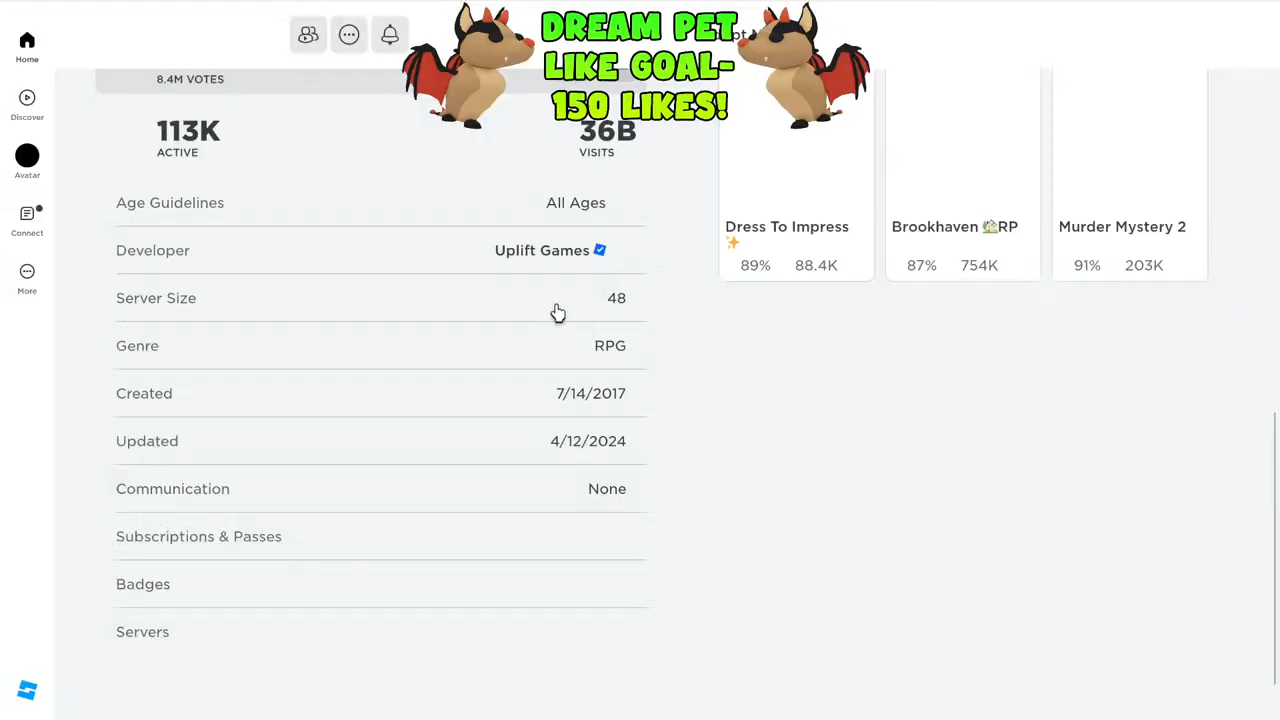 DREAM PET
LIKE GOAL-
150 LIKES!
Home
Discover
Avatar
Connect
More
8.4M VOTES
113K
ACTIVE
36B
VISITS
Age Guidelines
All Ages
Developer
Uplift Games
Server Size
48
Genre
RPG
Created
7/14/2017
Updated
4/12/2024
Communication
None
Subscriptions & Passes
Badges
Servers
Dress To Impress
✨
89% 88.4K
Brookhaven 🏡RP
87% 754K
Murder Mystery 2
91% 203K